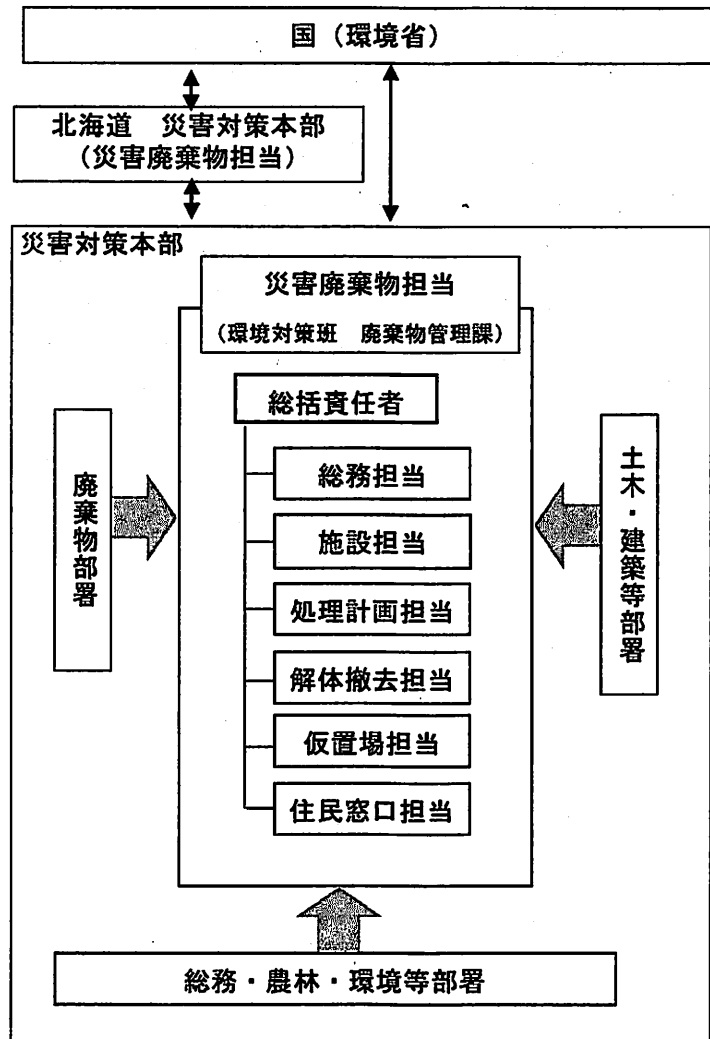 国（環境省）
北海道　災害対策本部
（災害廃棄物担当）
災害対策本部
災害廃棄物担当
（環境対策班　廃棄物管理課）
総括責任者
総務担当
施設担当
処理計画担当
解体撤去担当
仮置場担当
住民窓口担当
廃棄物部署
土木・建築等部署
総務・農林・環境等部署